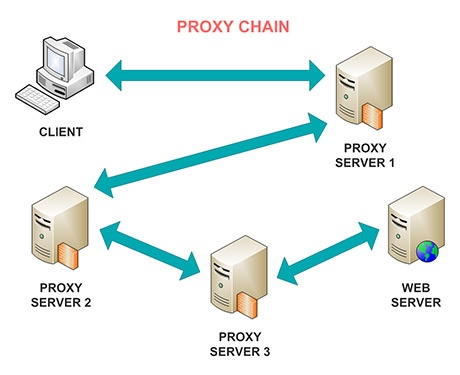 PROXY CHAIN
CLIENT
PROXY
SERVER 1
PROXY
SERVER 2
PROXY
SERVER 3
WEB
SERVER